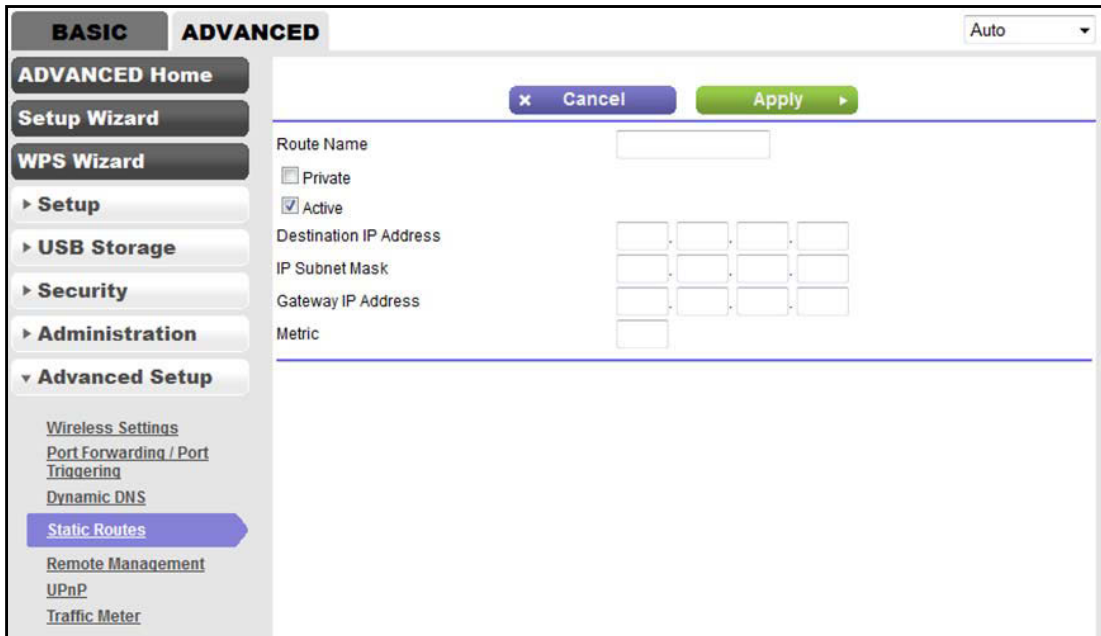 BASIC
ADVANCED
Auto
ADVANCED Home
Setup Wizard
WPS Wizard
Setup
USB Storage
Security
Administration
Advanced Setup
Wireless Settings
Port Forwarding / Port
Triggering
Dynamic DNS
Static Routes
Remote Management
UPnP
Traffic Meter
Cancel
Apply
Route Name
Private
Active
Destination IP Address
. . .
IP Subnet Mask
. . .
Gateway IP Address
. . .
Metric